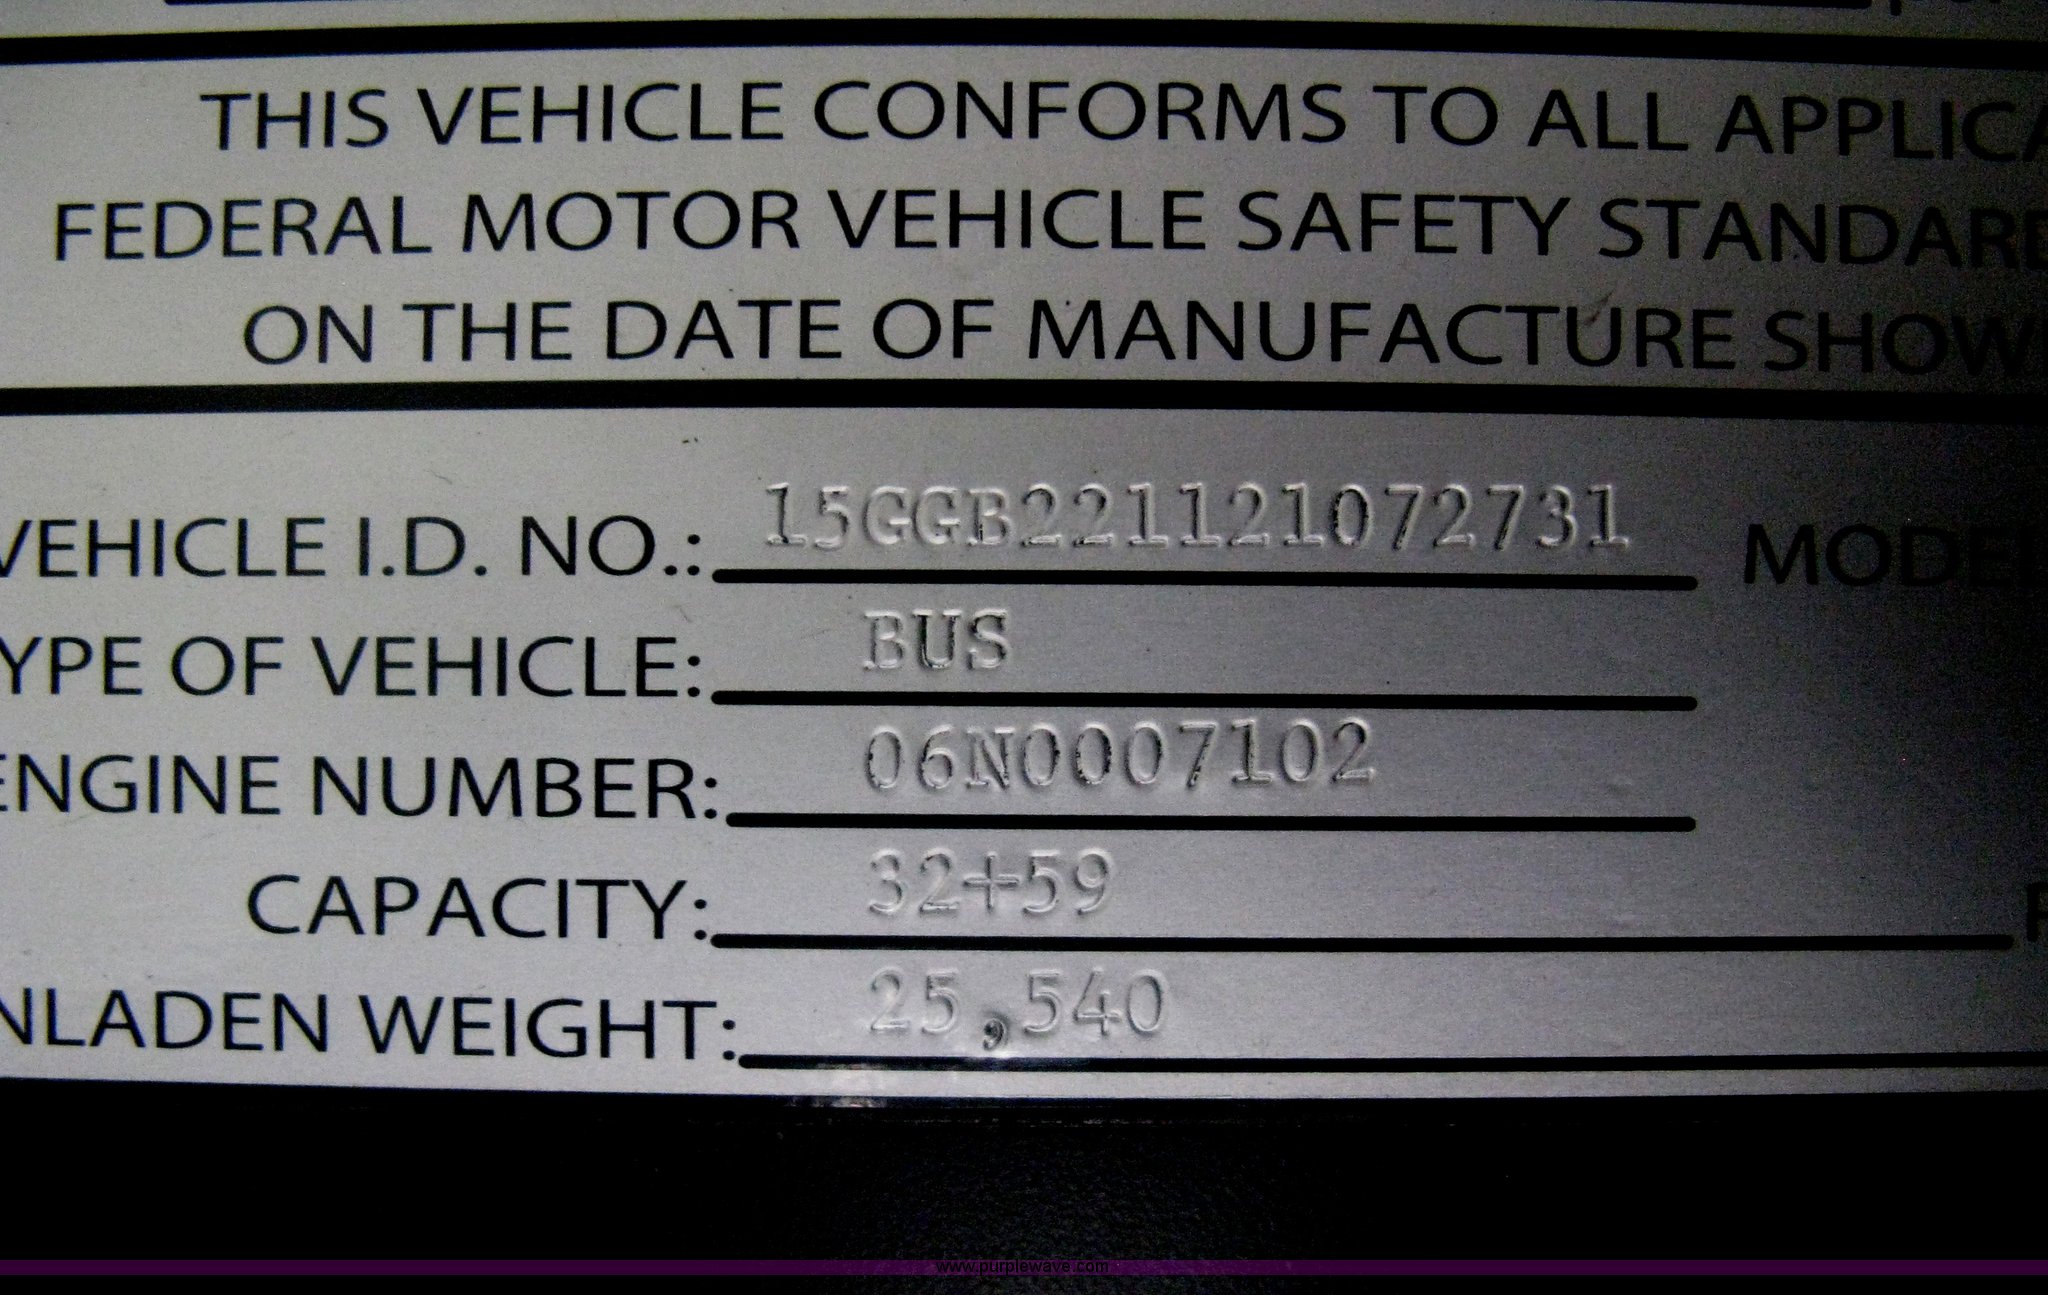 THIS VEHICLE CONFORMS TO ALL APPLICA
FEDERAL MOTOR VEHICLE SAFETY STANDARD
ON THE DATE OF MANUFACTURE SHOW
VEHICLE I.D. NO.: 15GGB221121072731 MODEL
YPE OF VEHICLE: BUS
ENGINE NUMBER: 06N0007102
CAPACITY: 32+59
NLADEN WEIGHT: 25,540
www.purplewave.com